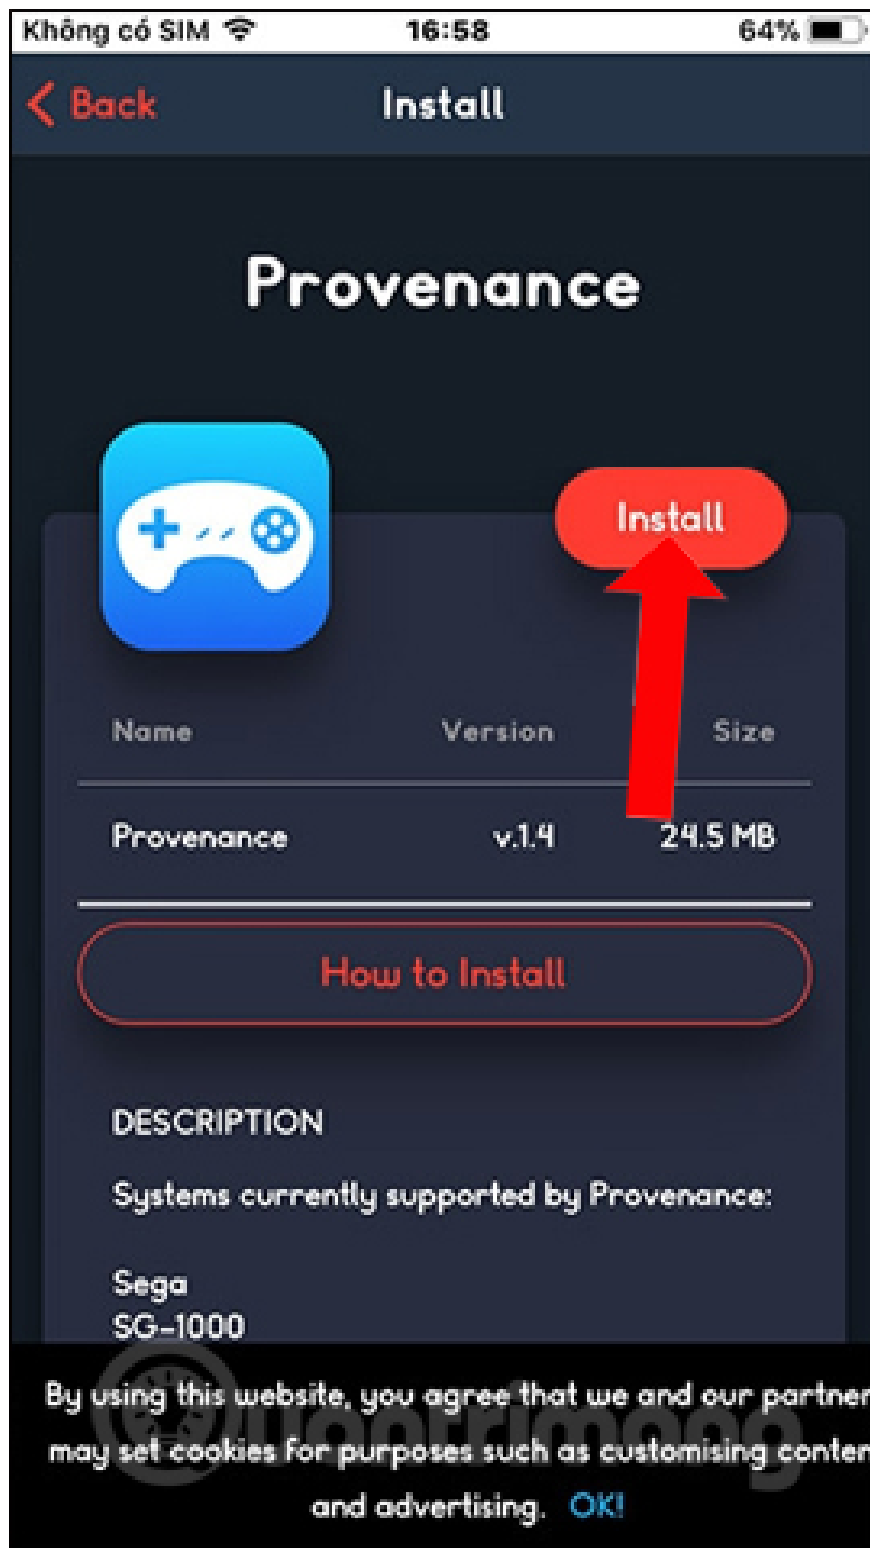 Không có SIM 16:58 64%
Back Install
Provenance
Install
Name Version Size
Provenance v.1.4 24.5 MB
How to Install
DESCRIPTION
Systems currently supported by Provenance:
Sega
SG-1000
By using this website, you agree that we and our partner
may set cookies for purposes such as customising conten
and advertising. OK!
Quantrimang